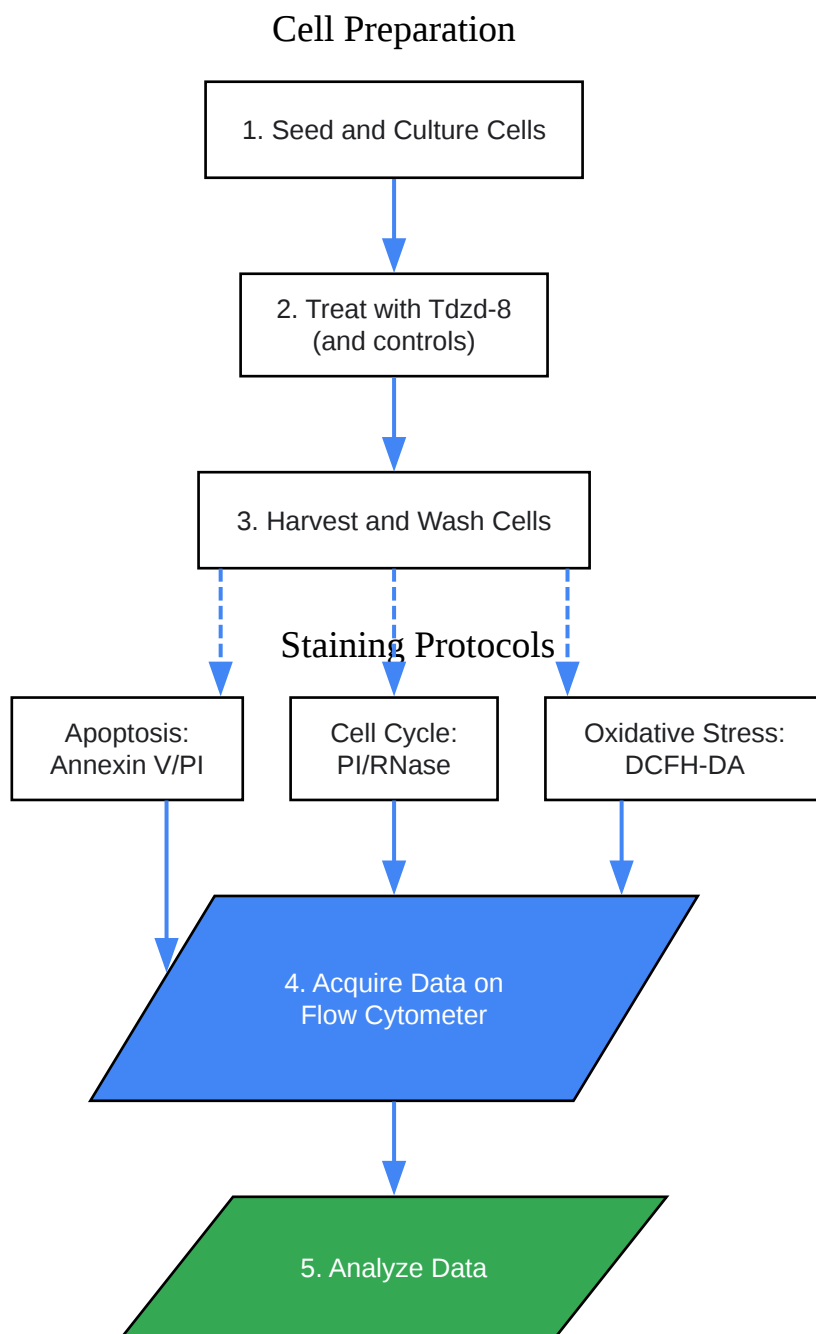 Cell Preparation
1. Seed and Culture Cells
2. Treat with Tdzd-8
(and controls)
3. Harvest and Wash Cells
Staining Protocols
Apoptosis:
Annexin V/PI
Cell Cycle:
PI/RNase
Oxidative Stress:
DCFH-DA
4. Acquire Data on
Flow Cytometer
5. Analyze Data